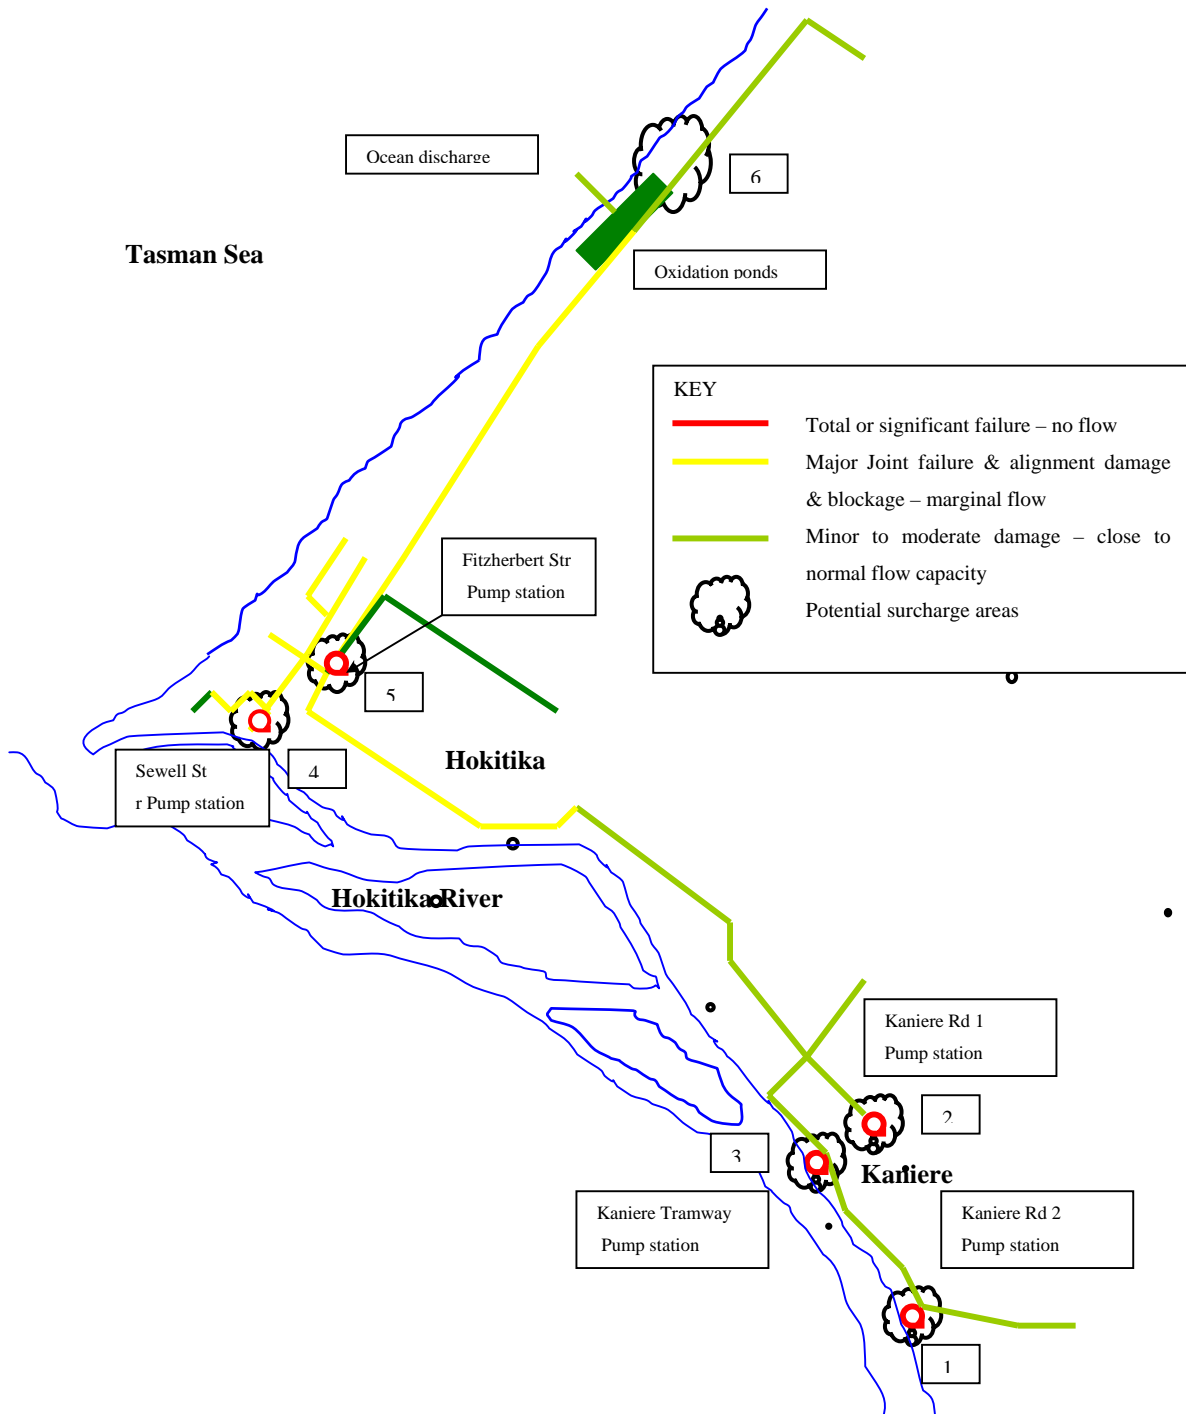 Ocean discharge
6
Tasman Sea
Oxidation ponds
KEY
Total or significant failure – no flow
Major Joint failure & alignment damage
& blockage – marginal flow
Minor to moderate damage – close to
normal flow capacity
Potential surcharge areas
Fitzherbert Str
Pump station
5
Hokitika
4
Sewell St
r Pump station
Hokitika River
Kaniere Rd 1
Pump station
2
3
Kaniere
Kaniere Tramway
Pump station
Kaniere Rd 2
Pump station
1